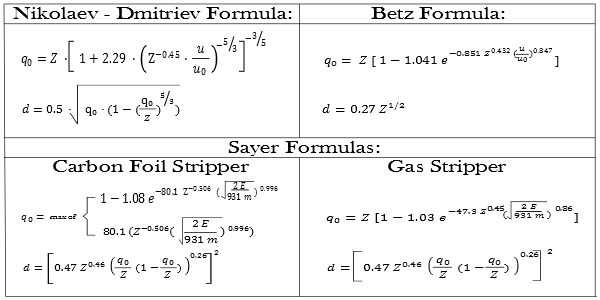 Nikolaev - Dmitriev Formula:
q₀ = Z · [ 1 + 2.29 · (Z^-0.45 · u/u₀)^-5/3 ]^-3/5
d = 0.5 · √(q₀ · (1 − (q₀/z)^5/3))
Betz Formula:
q₀ = Z [ 1 − 1.041 e^(-0.851 Z^0.432 (u/u₀)^0.847) ]
d = 0.27 Z^1/2
Sayer Formulas:
Carbon Foil Stripper
q₀ = max of { 1 − 1.08 e^(-80.1 Z^-0.506 (√(2 E / 931 m))^0.996)
80.1 (Z^-0.506 (√(2 E / 931 m))^0.996)
d = [0.47 Z^0.46 (q₀/Z (1 − q₀/Z))^0.26]^2
Gas Stripper
q₀ = Z [1 − 1.03 e^(-47.3 Z^0.45 (√(2 E / 931 m))^0.86)]
d = [ 0.47 Z^0.46 (q₀/Z (1 − q₀/Z))^0.26 ]^2